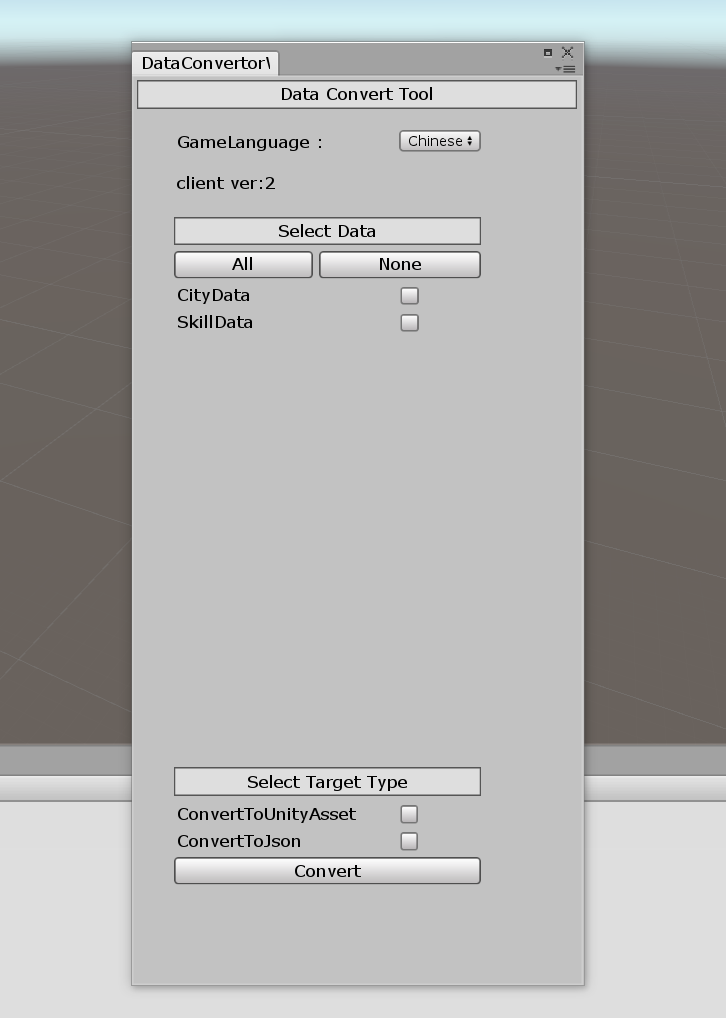 DataConvertor\
Data Convert Tool
GameLanguage :
Chinese
client ver:2
Select Data
All
None
CityData
SkillData
Select Target Type
ConvertToUnityAsset
ConvertToJson
Convert